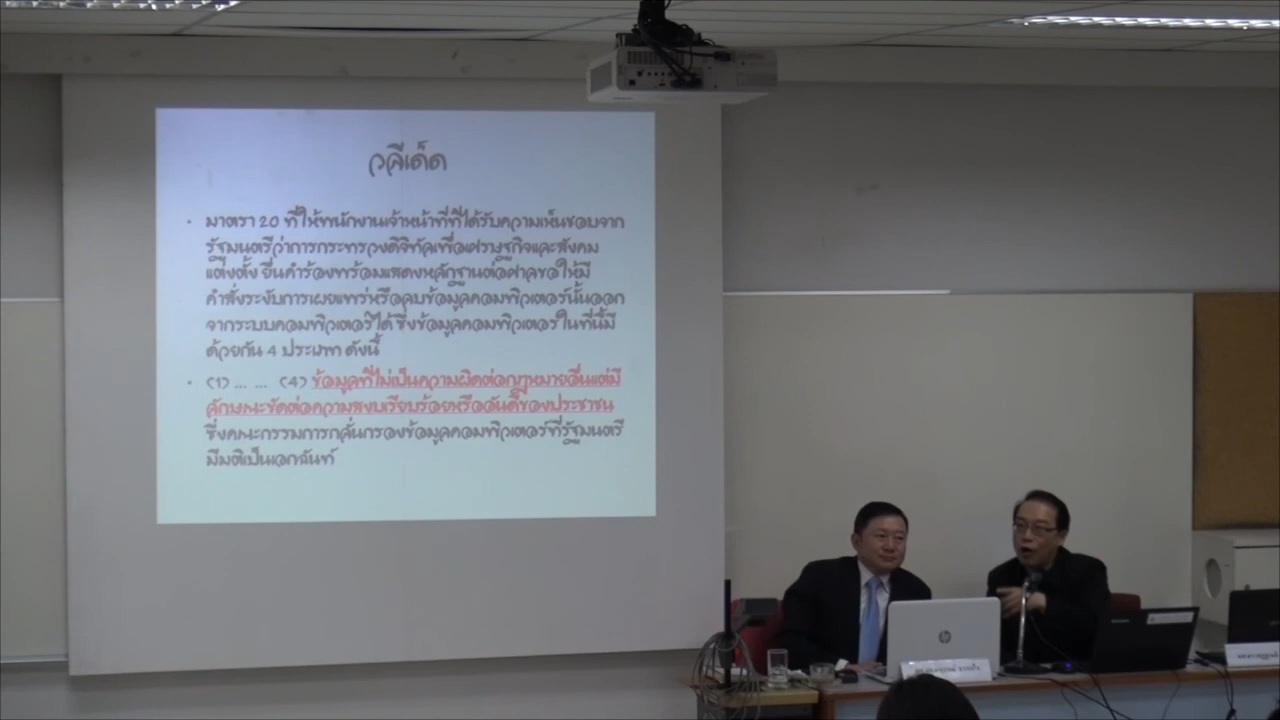 วลีเด็ด
• มาตรา 20 ที่ให้พนักงานเจ้าหน้าที่ที่ได้รับความเห็นชอบจาก
รัฐมนตรีว่าการกระทรวงดิจิทัลเพื่อเศรษฐกิจและสังคม
แต่งตั้ง ยื่นคำร้องพร้อมแสดงหลักฐานต่อศาลขอให้มี
คำสั่งระงับการเผยแพร่หรือลบข้อมูลคอมพิวเตอร์นั้นออก
จากระบบคอมพิวเตอร์ได้ ซึ่งข้อมูลคอมพิวเตอร์ในที่นี้มี
ด้วยกัน 4 ประเภท ดังนี้
• (1) ... ... (4) ข้อมูลที่ไม่เป็นความผิดต่อกฎหมายอื่นแต่มี
ลักษณะขัดต่อความสงบเรียบร้อยหรืออันดีของประชาชน
ซึ่งคณะกรรมการกลั่นกรองข้อมูลคอมพิวเตอร์ที่รัฐมนตรี
มีมติเป็นเอกฉันท์
hp